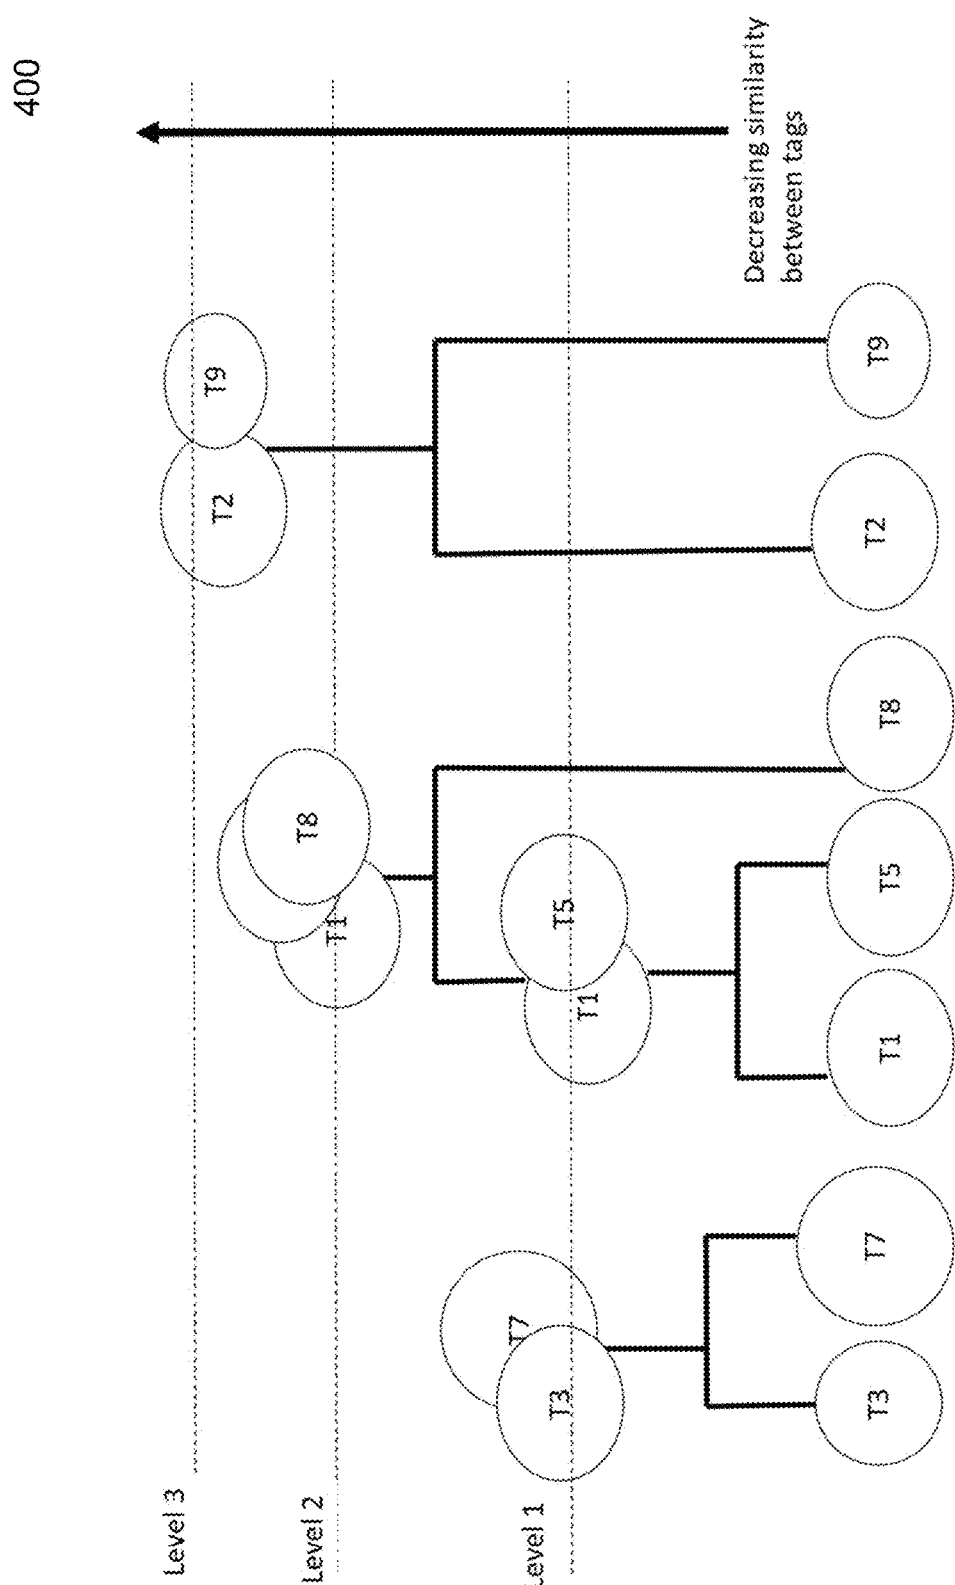 400
Level 3
T2
T9
Level 2
T1
T8
Level 1
T3
T7
T1
T5
T3
T7
T1
T5
T8
T2
T9
Decreasing similarity
between tags